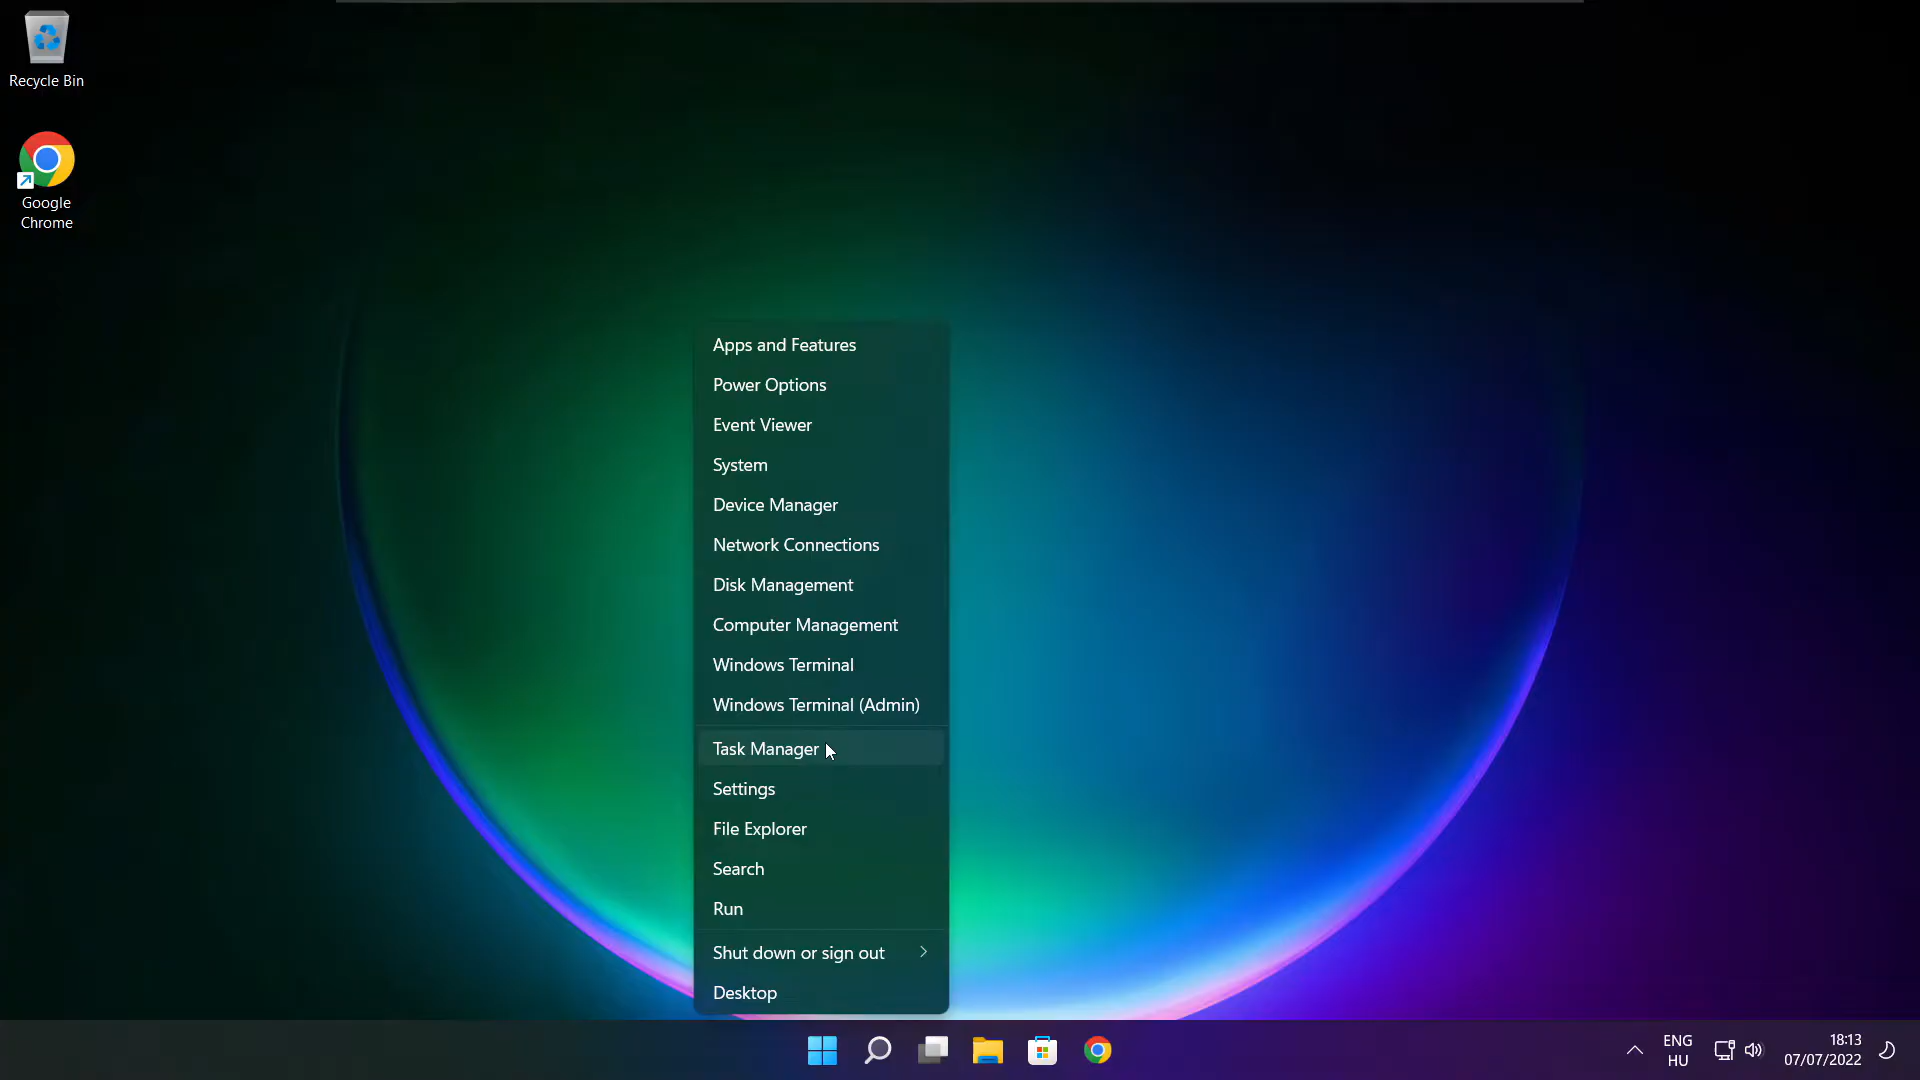 Recycle Bin
Google
Chrome
Apps and Features
Power Options
Event Viewer
System
Device Manager
Network Connections
Disk Management
Computer Management
Windows Terminal
Windows Terminal (Admin)
Task Manager
Settings
File Explorer
Search
Run
Shut down or sign out
Desktop
ENG
HU
18:13
07/07/2022